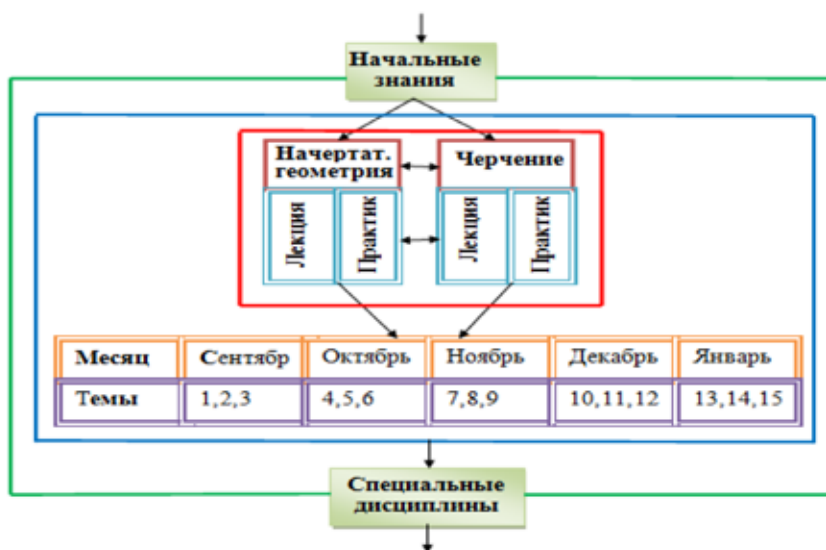 Начальные
знания
Начертат.
геометрия
Черчение
Лекция
Практик
Лекция
Практик
Месяц Сентябр Октябрь Ноябрь Декабрь Январь
Темы 1,2,3 4,5,6 7,8,9 10,11,12 13,14,15
Специальные
дисциплины